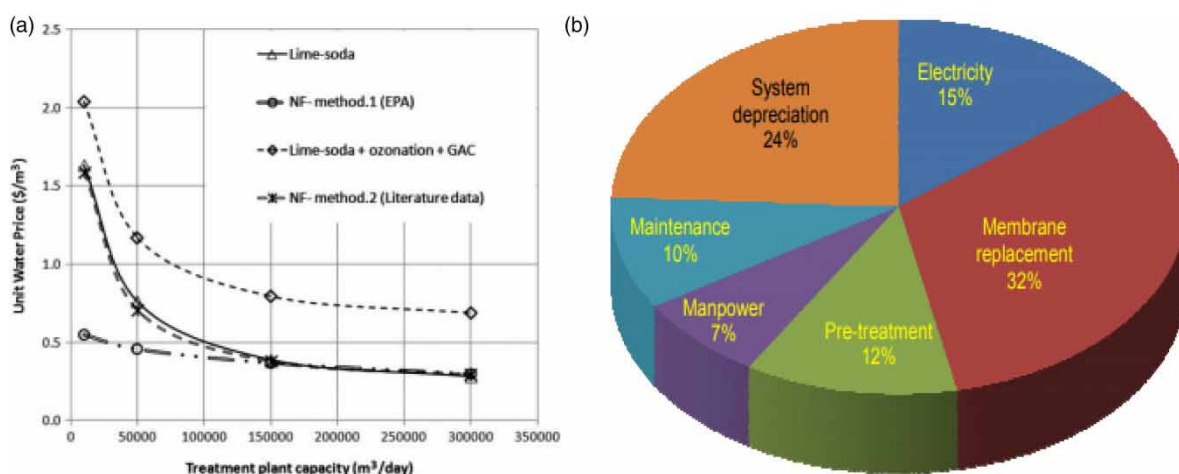 (a)
Unit Water Price ($/m³)
2.5
2.0
1.5
1.0
0.5
0.0
Lime-soda
NF- method.1 (EPA)
Lime-soda + ozonation + GAC
NF- method.2 (Literature data)
0
50000
100000
150000
200000
250000
300000
350000
Treatment plant capacity (m³/day)
(b)
Electricity
15%
Membrane
replacement
32%
Pre-treatment
12%
Manpower
7%
Maintenance
10%
System
depreciation
24%